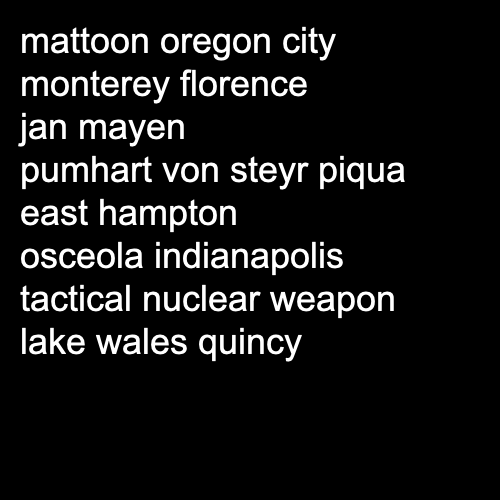 mattoon oregon city
monterey florence
jan mayen
pumhart von steyr piqua
east hampton
osceola indianapolis
tactical nuclear weapon
lake wales quincy